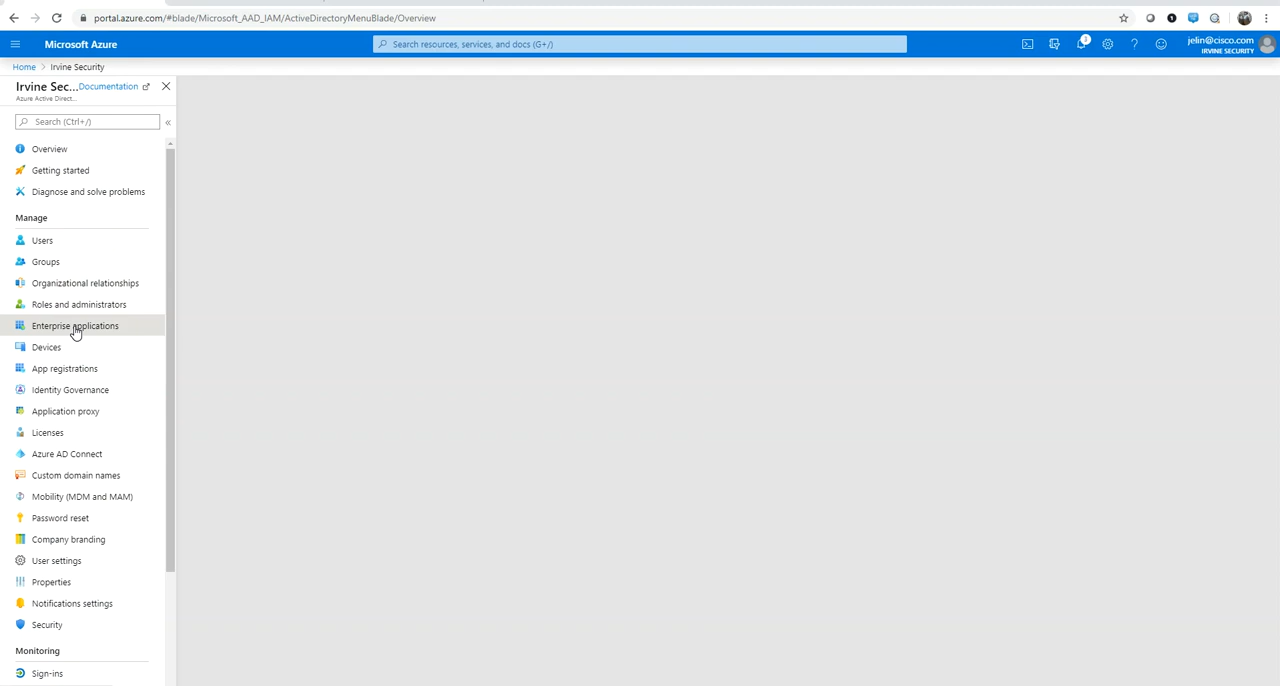 portal.azure.com/#blade/Microsoft_AAD_IAM/ActiveDirectoryMenuBlade/Overview
Microsoft Azure
Search resources, services, and docs (G+/)
jelin@cisco.com
IRVINE SECURITY
Home > Irvine Security
Irvine Sec... Documentation
Azure Active Direct...
Search (Ctrl+/)
Overview
Getting started
Diagnose and solve problems
Manage
Users
Groups
Organizational relationships
Roles and administrators
Enterprise applications
Devices
App registrations
Identity Governance
Application proxy
Licenses
Azure AD Connect
Custom domain names
Mobility (MDM and MAM)
Password reset
Company branding
User settings
Properties
Notifications settings
Security
Monitoring
Sign-ins